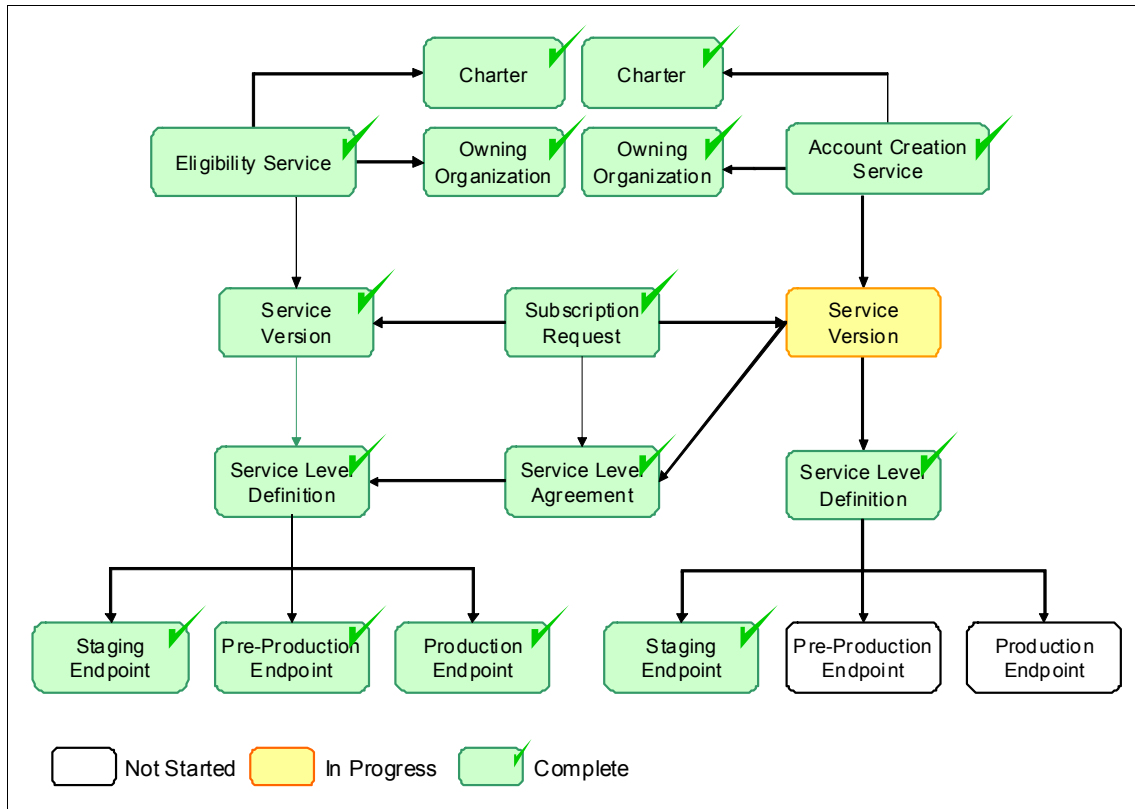 Charter
Charter
Eligibility Service
Owning
Organization
Owning
Organization
Account Creation
Service
Service
Version
Subscription
Request
Service
Version
Service Level
Definition
Service Level
Agreement
Service Level
Definition
Staging
Endpoint
Pre-Production
Endpoint
Production
Endpoint
Staging
Endpoint
Pre-Production
Endpoint
Production
Endpoint
Not Started
In Progress
Complete